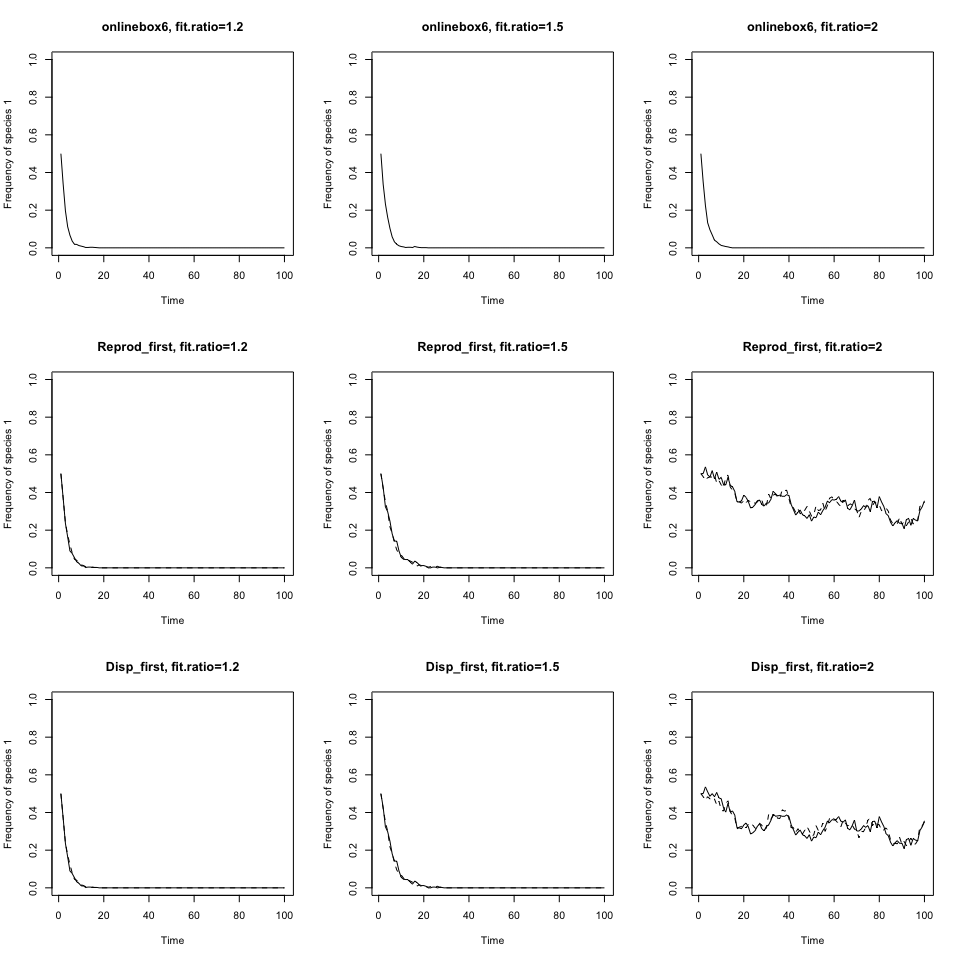 onlinebox6, fit.ratio=1.2
Frequency of species 1
0.0 0.2 0.4 0.6 0.8 1.0
0 20 40 60 80 100
Time
onlinebox6, fit.ratio=1.5
Frequency of species 1
0.0 0.2 0.4 0.6 0.8 1.0
0 20 40 60 80 100
Time
onlinebox6, fit.ratio=2
Frequency of species 1
0.0 0.2 0.4 0.6 0.8 1.0
0 20 40 60 80 100
Time
Reprod_first, fit.ratio=1.2
Frequency of species 1
0.0 0.2 0.4 0.6 0.8 1.0
0 20 40 60 80 100
Time
Reprod_first, fit.ratio=1.5
Frequency of species 1
0.0 0.2 0.4 0.6 0.8 1.0
0 20 40 60 80 100
Time
Reprod_first, fit.ratio=2
Frequency of species 1
0.0 0.2 0.4 0.6 0.8 1.0
0 20 40 60 80 100
Time
Disp_first, fit.ratio=1.2
Frequency of species 1
0.0 0.2 0.4 0.6 0.8 1.0
0 20 40 60 80 100
Time
Disp_first, fit.ratio=1.5
Frequency of species 1
0.0 0.2 0.4 0.6 0.8 1.0
0 20 40 60 80 100
Time
Disp_first, fit.ratio=2
Frequency of species 1
0.0 0.2 0.4 0.6 0.8 1.0
0 20 40 60 80 100
Time